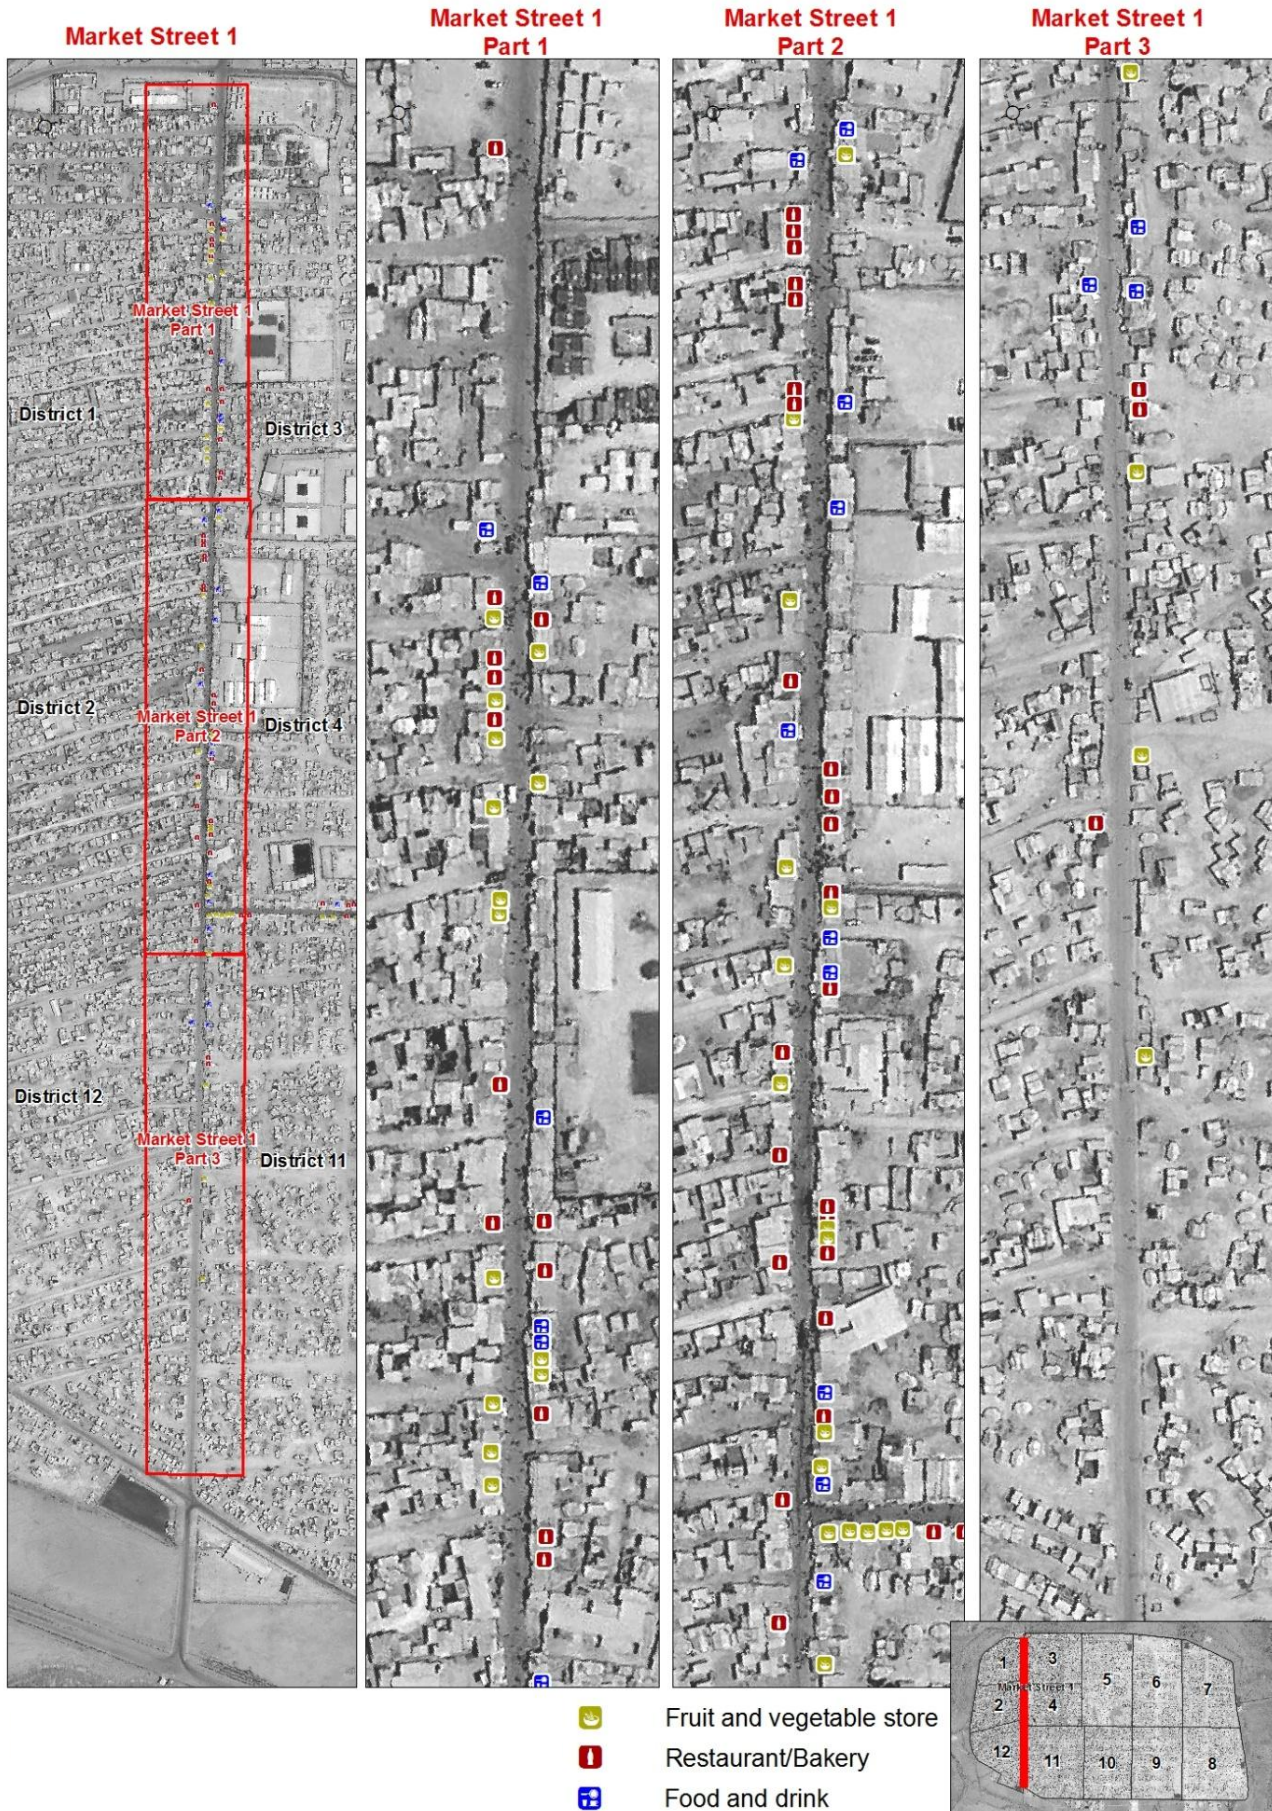 Market Street 1
Market Street 1
Part 1
Market Street 1
Part 2
Market Street 1
Part 3
Market Street 1
Part 1
District 1
District 3
District 2
Market Street 1
Part 2
District 4
District 12
Market Street 1
Part 3
District 11
Fruit and vegetable store
Restaurant/Bakery
Food and drink
1
3
5
6
7
Market Street 1
2
4
12
11
10
9
8